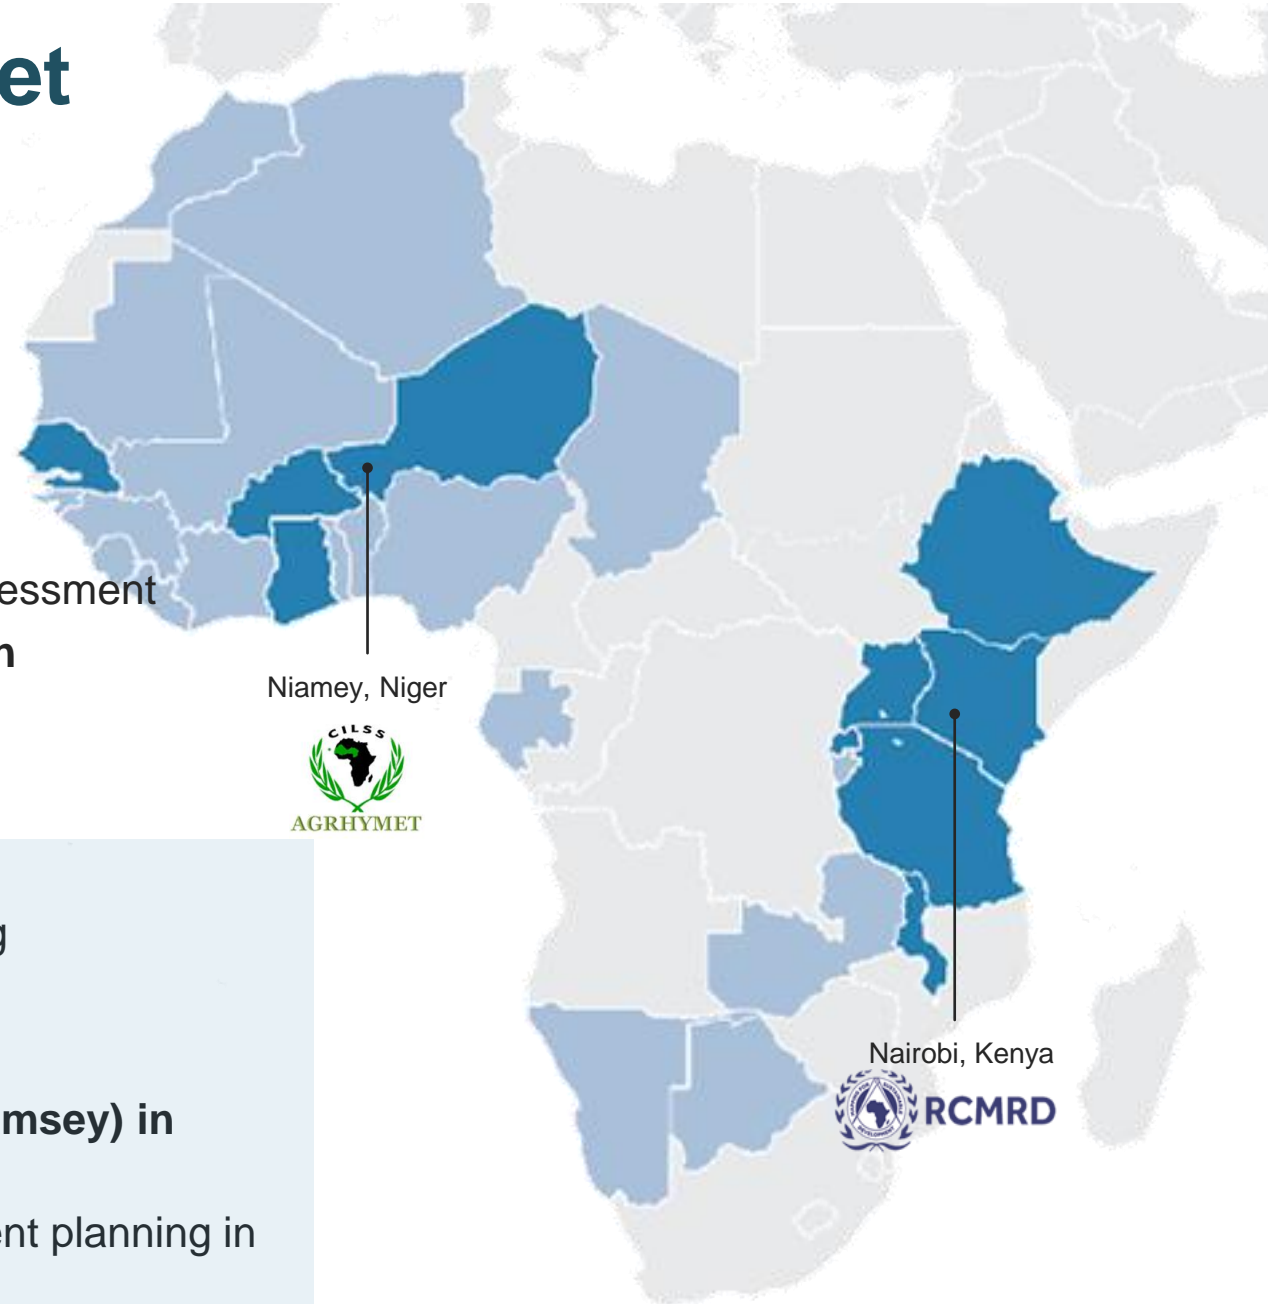 et
essment
n
Niamey, Niger
CILSS
AGRHYMET
g
Nairobi, Kenya
RCMRD
msey) in
ent planning in